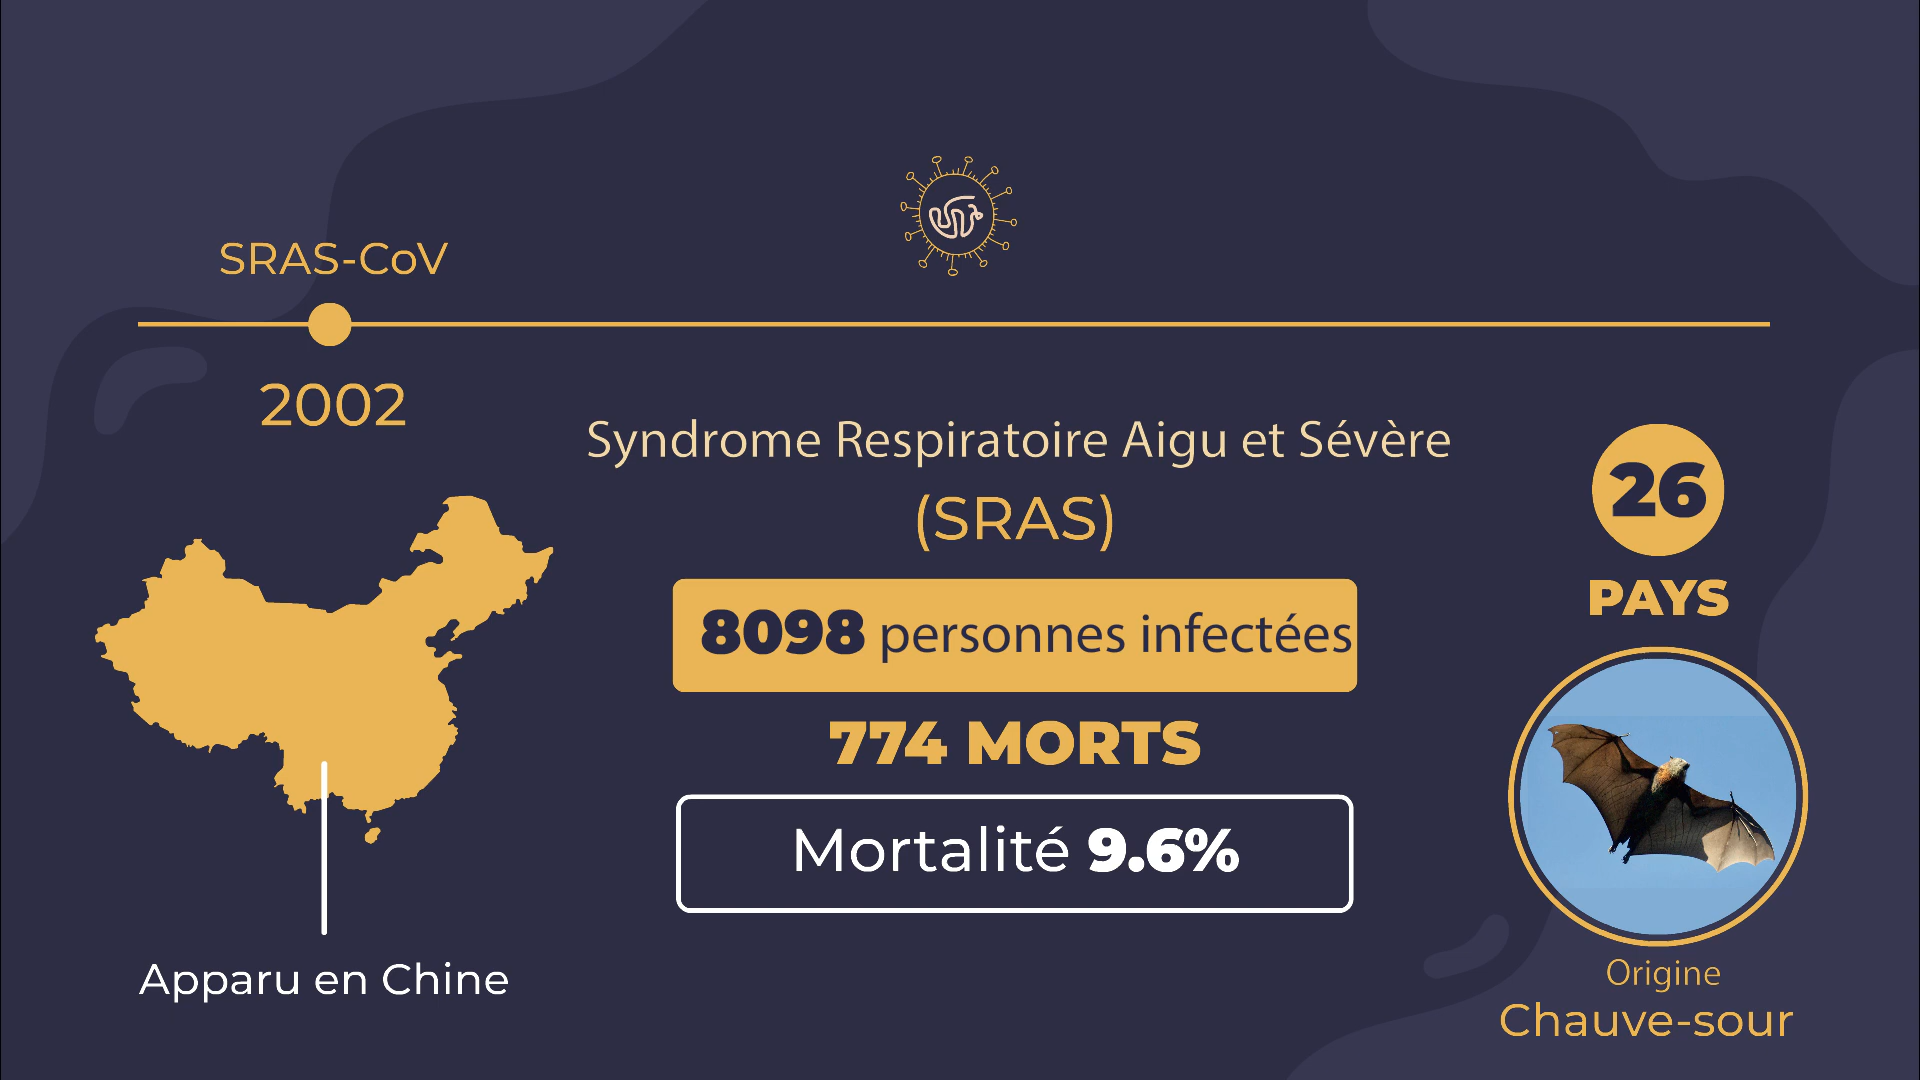 SRAS-CoV
2002
Syndrome Respiratoire Aigu et Sévère
(SRAS)
8098 personnes infectées
774 MORTS
Mortalité 9.6%
26
PAYS
Origine
Chauve-sour
Apparu en Chine